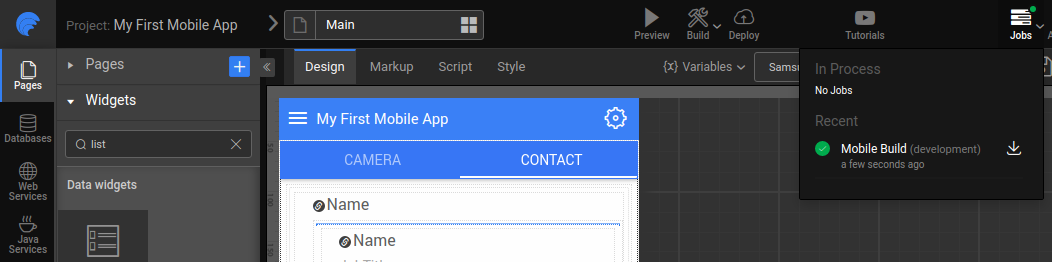 Project: My First Mobile App
Main
Preview
Build
Deploy
Tutorials
Jobs
Pages
Databases
Web
Services
Java
Services
Pages
Widgets
list
Data widgets
Design
Markup
Script
Style
{x} Variables
My First Mobile App
CAMERA
CONTACT
Name
Name
In Process
No Jobs
Recent
Mobile Build (development)
a few seconds ago